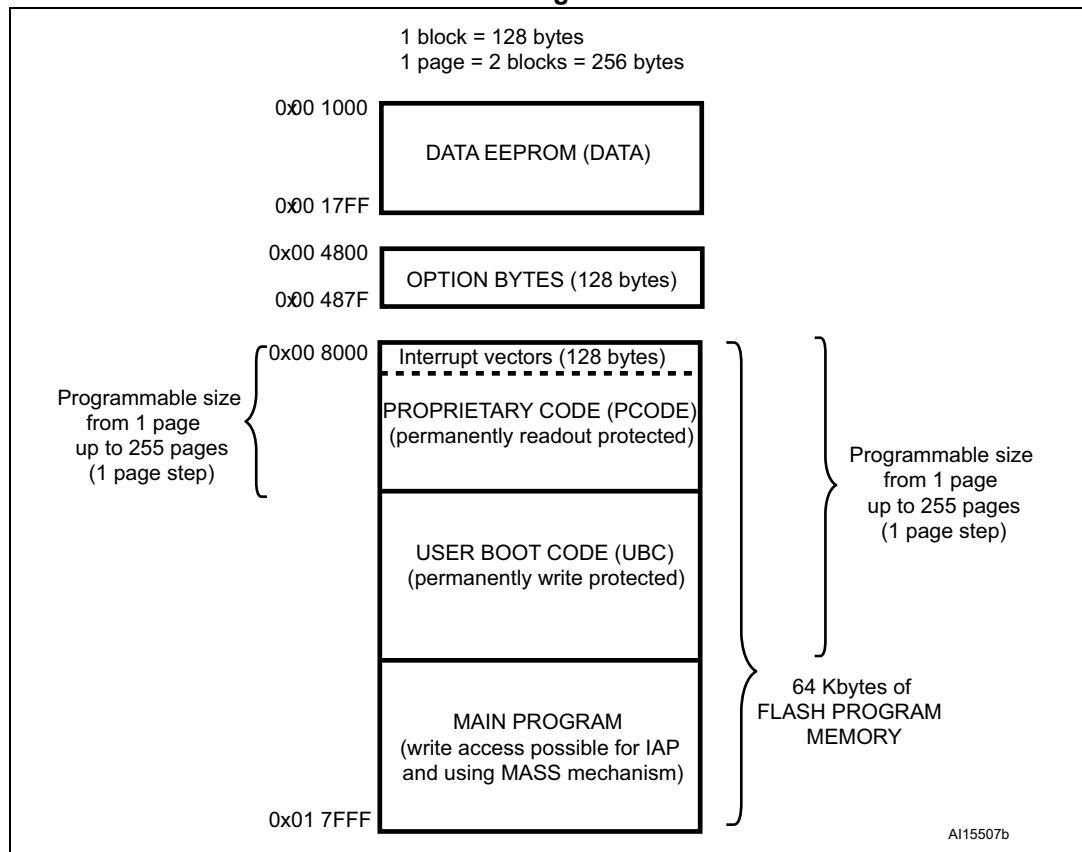 1 block = 128 bytes
1 page = 2 blocks = 256 bytes
0x00 1000
DATA EEPROM (DATA)
0x00 17FF
0x00 4800
OPTION BYTES (128 bytes)
0x00 487F
0x00 8000
Interrupt vectors (128 bytes)
Programmable size
from 1 page
up to 255 pages
(1 page step)
PROPRIETARY CODE (PCODE)
(permanently readout protected)
Programmable size
from 1 page
up to 255 pages
(1 page step)
USER BOOT CODE (UBC)
(permanently write protected)
64 Kbytes of
FLASH PROGRAM
MEMORY
MAIN PROGRAM
(write access possible for IAP
and using MASS mechanism)
0x01 7FFF
AI15507b